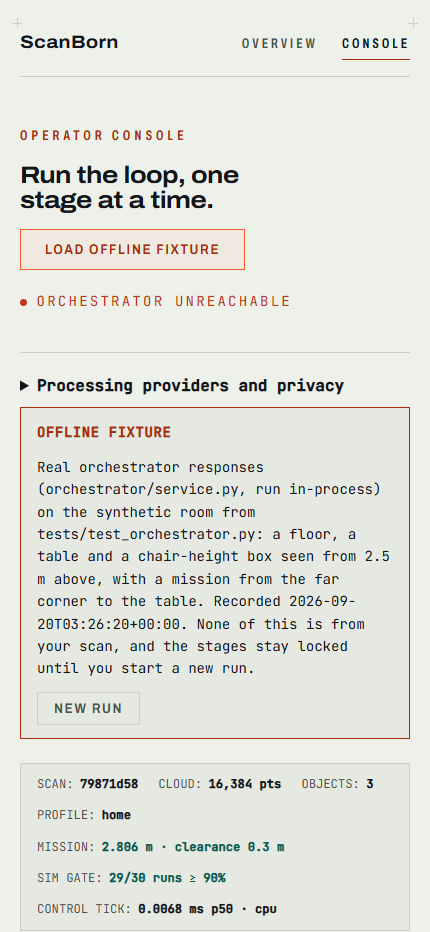 ScanBorn
OVERVIEW CONSOLE
OPERATOR CONSOLE
Run the loop, one
stage at a time.
LOAD OFFLINE FIXTURE
ORCHESTRATOR UNREACHABLE
Processing providers and privacy
OFFLINE FIXTURE
Real orchestrator responses
(orchestrator/service.py, run in-process)
on the synthetic room from
tests/test_orchestrator.py: a floor, a
table and a chair-height box seen from 2.5
m above, with a mission from the far
corner to the table. Recorded 2026-09-
20T03:26:20+00:00. None of this is from
your scan, and the stages stay locked
until you start a new run.
NEW RUN
SCAN: 79871d58 CLOUD: 16,384 pts OBJECTS: 3
PROFILE: home
MISSION: 2.806 m · clearance 0.3 m
SIM GATE: 29/30 runs ≥ 90%
CONTROL TICK: 0.0068 ms p50 · cpu